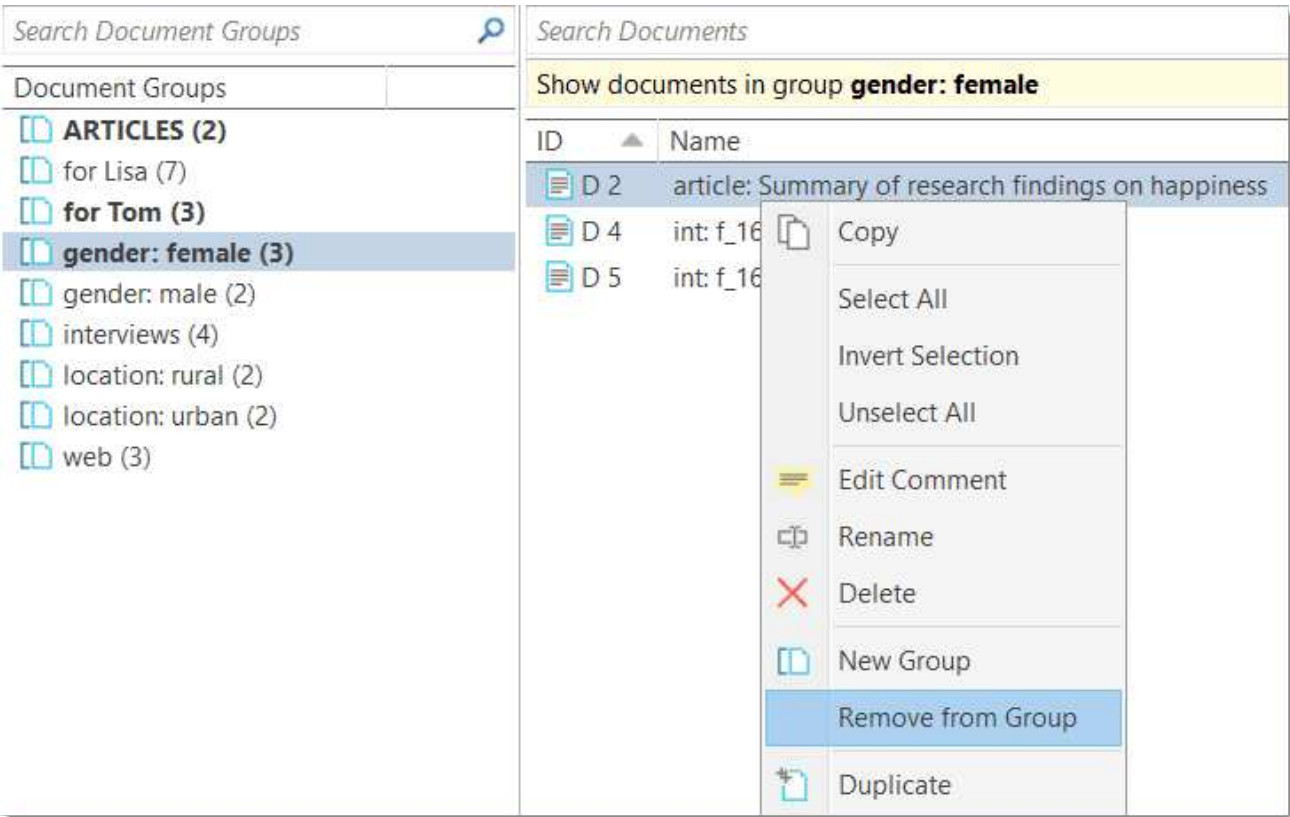 Search Document Groups
Document Groups
ARTICLES (2)
for Lisa (7)
for Tom (3)
gender: female (3)
gender: male (2)
interviews (4)
location: rural (2)
location: urban (2)
web (3)
Search Documents
Show documents in group gender: female
ID Name
D 2 article: Summary of research findings on happiness
D 4 int: f_16
D 5 int: f_16
Copy
Select All
Invert Selection
Unselect All
Edit Comment
Rename
Delete
New Group
Remove from Group
Duplicate